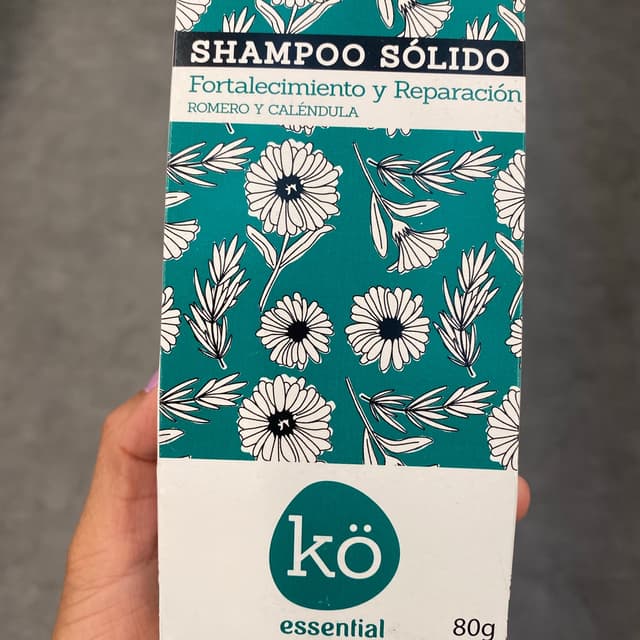 SHAMPOO SÓLIDO
Fortalecimiento y Reparación
ROMERO Y CALÉNDULA
kö
essential
80g